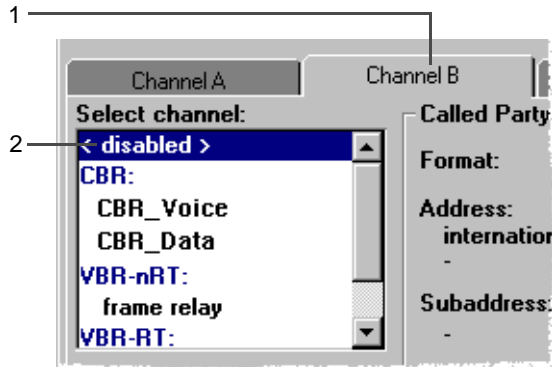 1
Channel A
Channel B
Select channel:
Called Party
2
< disabled >
Format:
CBR:
CBR_Voice
Address:
CBR_Data
internation
-
VBR-nRT:
frame relay
Subaddress:
VBR-RT:
-